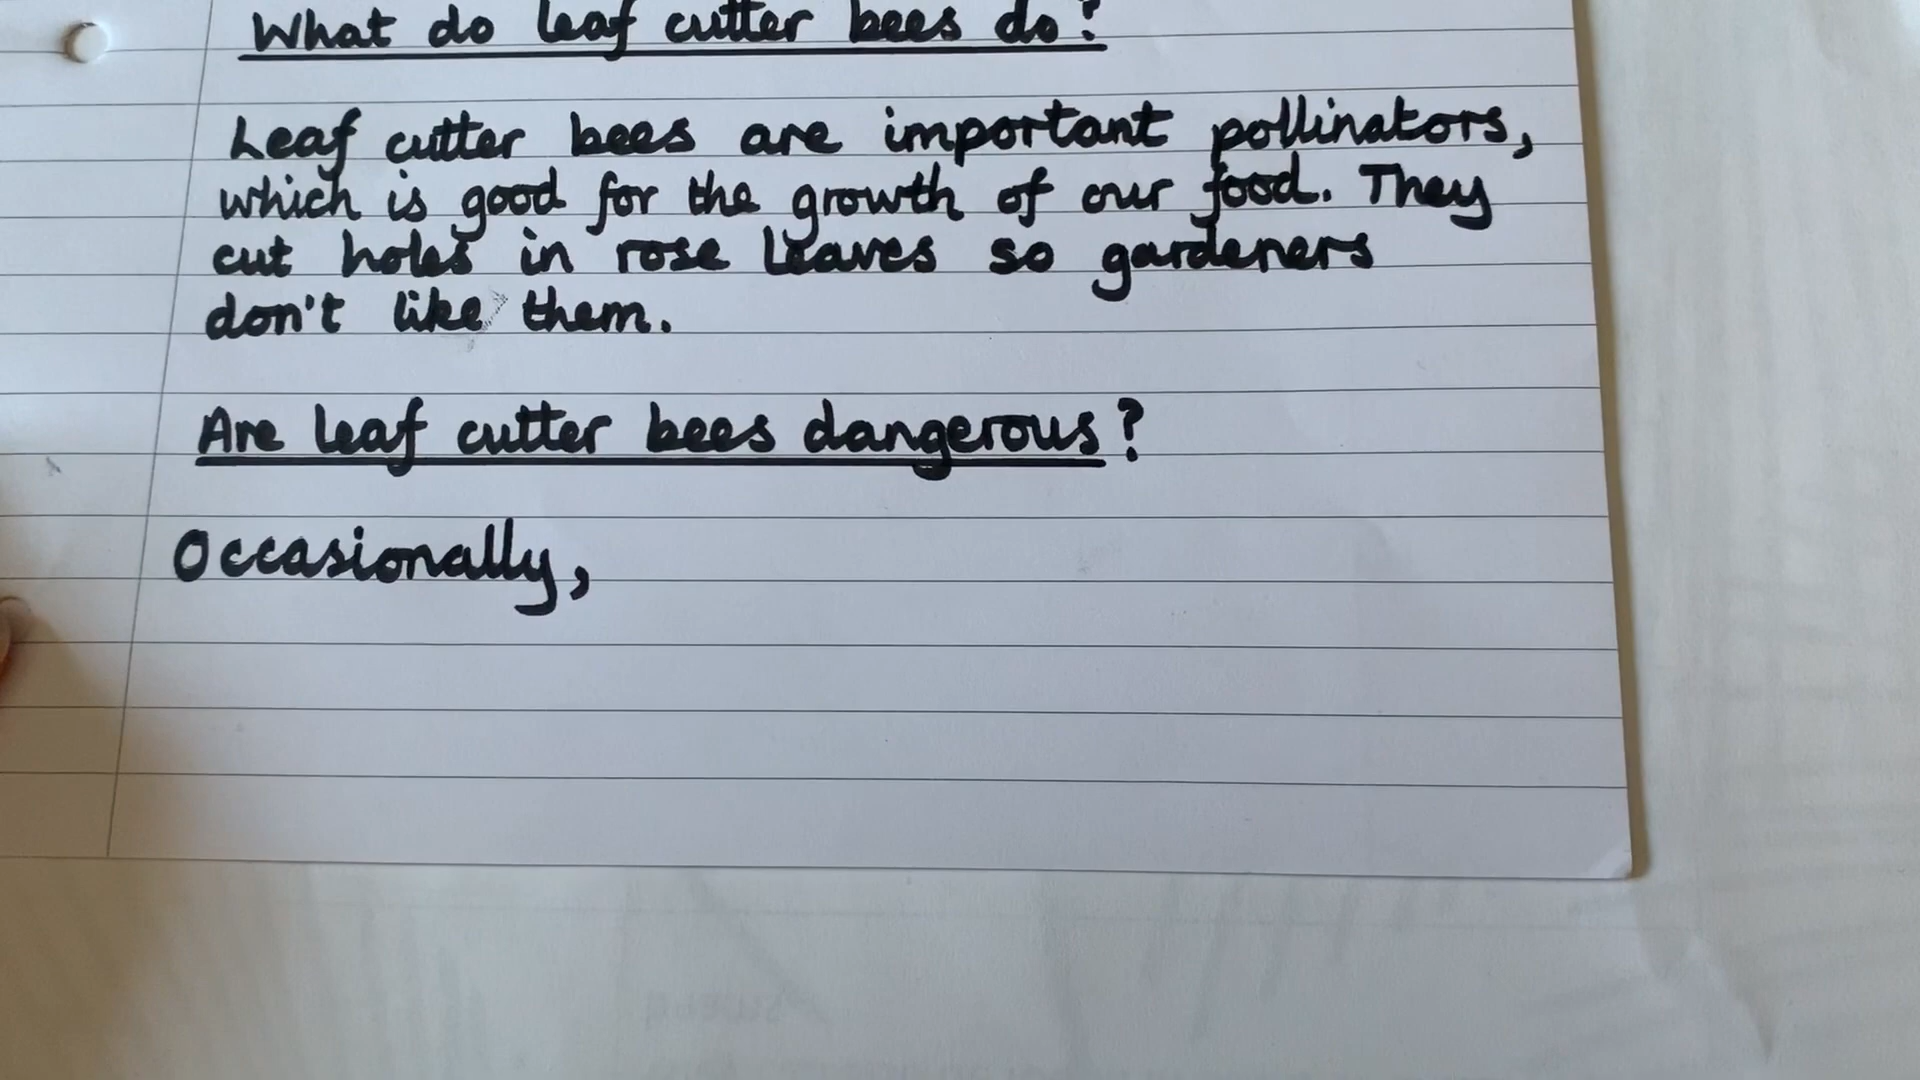 What do leaf cutter bees do?
Leaf cutter bees are important pollinators,
which is good for the growth of our food. They
cut holes in rose leaves so gardeners
don't like them.
Are leaf cutter bees dangerous?
Occasionally,